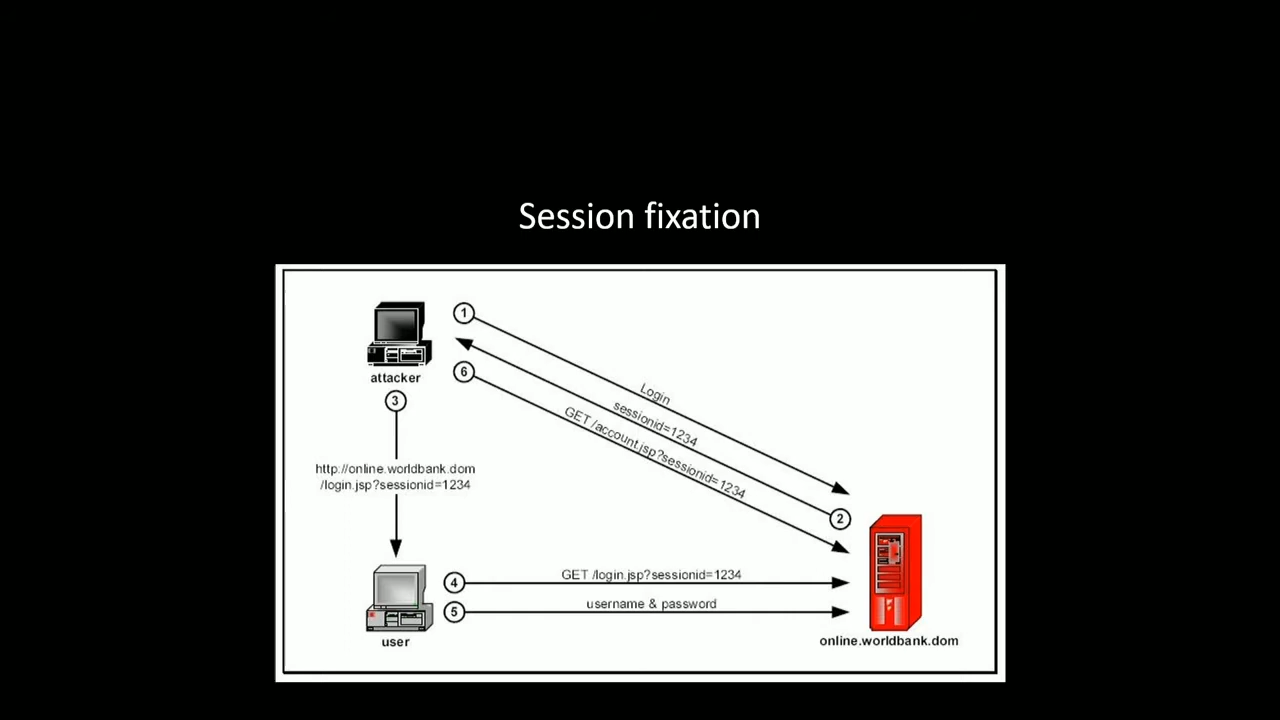 Session fixation
1
Login
sessionid=1234
2
6
GET /account.jsp?sessionid=1234
attacker
3
http://online.worldbank.dom
/login.jsp?sessionid=1234
4
GET /login.jsp?sessionid=1234
5
username & password
user
online.worldbank.dom